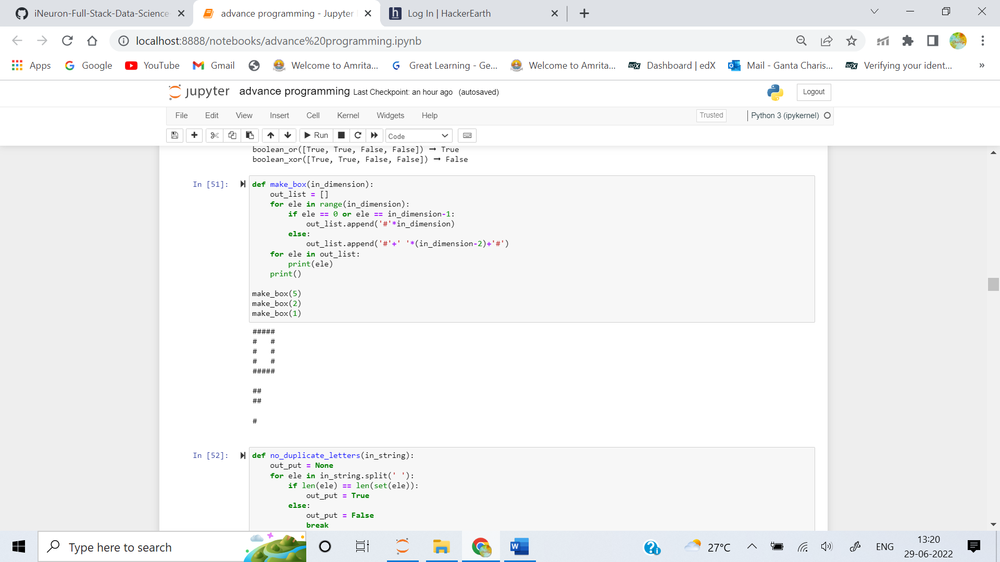 iNeuron-Full-Stack-Data-Science
advance programming - Jupyter
Log In | HackerEarth
localhost:8888/notebooks/advance%20programming.ipynb
Apps
Google
YouTube
Gmail
Welcome to Amrita...
Great Learning - Ge...
Welcome to Amrita...
Dashboard | edX
Mail - Ganta Charis...
Verifying your ident...
»
jupyter advance programming Last Checkpoint: an hour ago (autosaved)
Logout
File Edit View Insert Cell Kernel Widgets Help
Trusted
Python 3 (ipykernel)
Run
Code
boolean_or([True, True, False, False]) → True
boolean_xor([True, True, False, False]) → False
In [51]:
def make_box(in_dimension):
    out_list = []
    for ele in range(in_dimension):
        if ele == 0 or ele == in_dimension-1:
            out_list.append('#'*in_dimension)
        else:
            out_list.append('#'+' '*(in_dimension-2)+'#')
    for ele in out_list:
        print(ele)
    print()
make_box(5)
make_box(2)
make_box(1)
#####
#   #
#   #
#   #
#####
##
##
#
In [52]:
def no_duplicate_letters(in_string):
    out_put = None
    for ele in in_string.split(' '):
        if len(ele) == len(set(ele)):
            out_put = True
        else:
            out_put = False
            break
Type here to search
27°C
ENG
13:20
29-06-2022